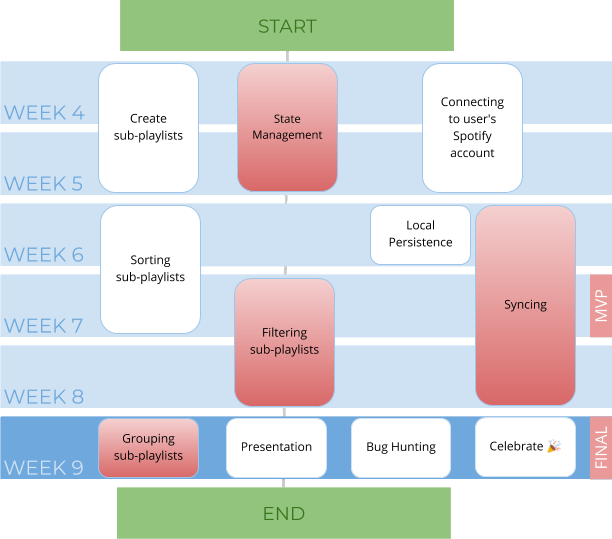 START
WEEK 4
Create
sub-playlists
State
Management
Connecting
to user's
Spotify
account
WEEK 5
WEEK 6
Sorting
sub-playlists
Local
Persistence
Syncing
WEEK 7
MVP
Filtering
sub-playlists
WEEK 8
WEEK 9
Grouping
sub-playlists
Presentation
Bug Hunting
Celebrate 🎉
FINAL
END